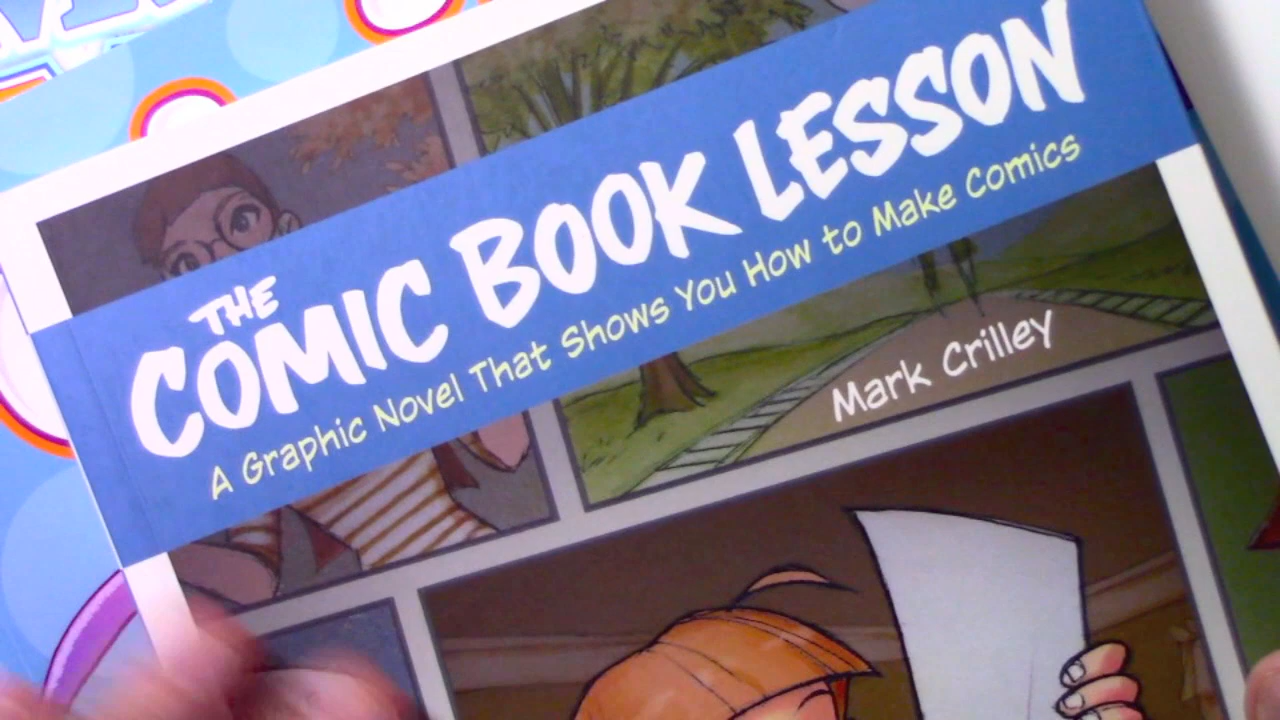 THE
COMIC BOOK LESSON
A Graphic Novel That Shows You How to Make Comics
Mark Crilley